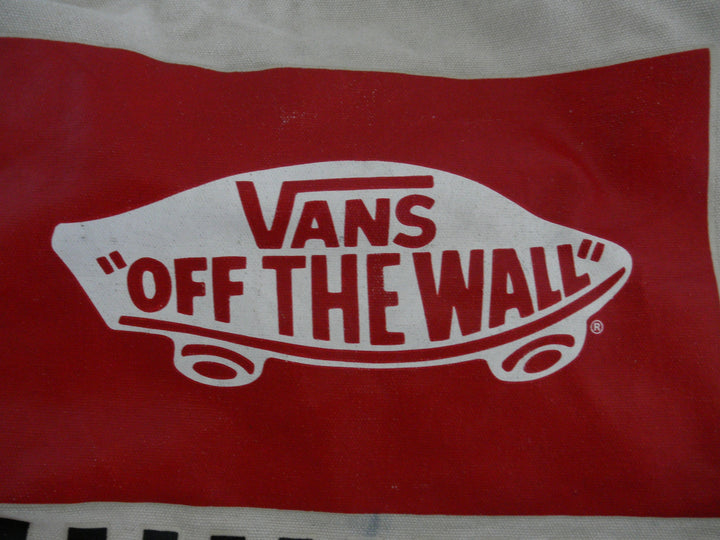 VANS
"OFF THE WALL"
®